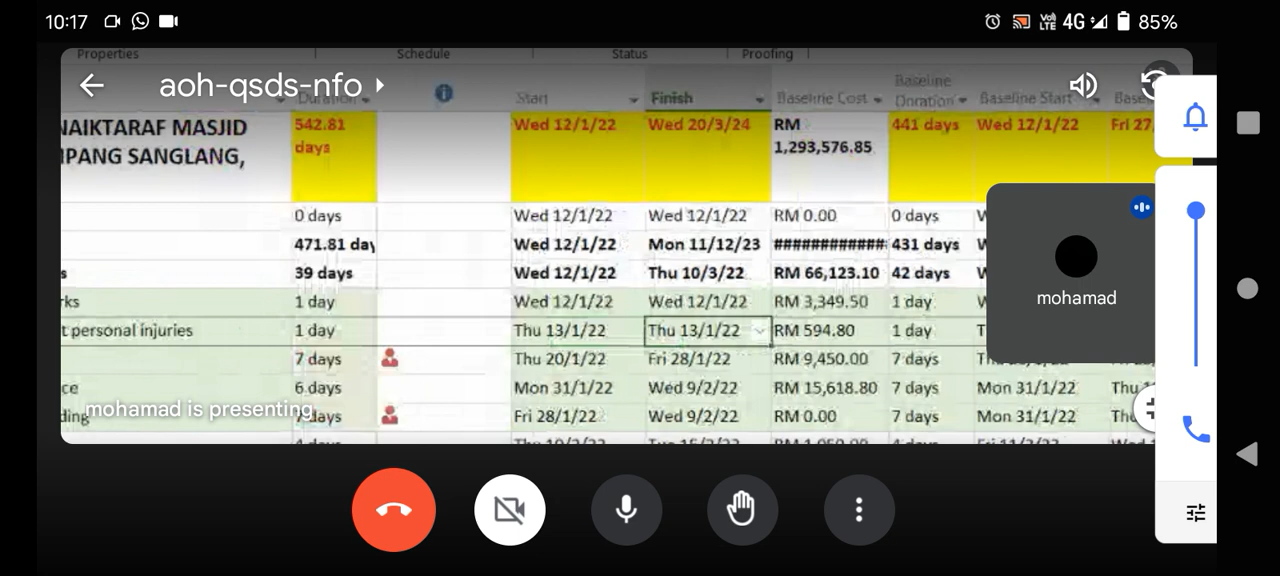 10:17 Vo) LTE 4G 85%
Properties Schedule Status Proofing
aoh-qsds-nfo
Duration Start Finish Baseline Cost Baseline Duration Baseline Start
NAIKTARAF MASJID 542.81 Wed 12/1/22 Wed 20/3/24 RM 441 days Wed 12/1/22 Fri 27,
IPANG SANGLANG, days 1,293,576.85
0 days Wed 12/1/22 Wed 12/1/22 RM 0.00 0 days W
471.81 day Wed 12/1/22 Mon 11/12/23 ############ 431 days W
s 39 days Wed 12/1/22 Thu 10/3/22 RM 66,123.10 42 days W
rks 1 day Wed 12/1/22 Wed 12/1/22 RM 3,349.50 1 day W
t personal injuries 1 day Thu 13/1/22 Thu 13/1/22 RM 594.80 1 day T
7 days Thu 20/1/22 Fri 28/1/22 RM 9,450.00 7 days
ce 6 days Mon 31/1/22 Wed 9/2/22 RM 15,618.80 7 days Mon 31/1/22 Thu
ding days Fri 28/1/22 Wed 9/2/22 RM 0.00 7 days Mon 31/1/22
mohamad is presenting
mohamad